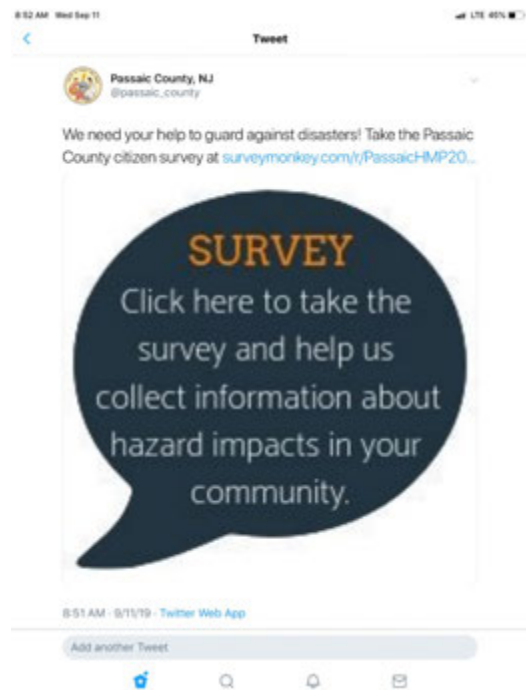 8:52 AM Wed Sep 11
LTE 45%
Tweet
Passaic County, NJ
@passaic_county
We need your help to guard against disasters! Take the Passaic
County citizen survey at surveymonkey.com/r/PassaicHMP20...
SURVEY
Click here to take the
survey and help us
collect information about
hazard impacts in your
community.
8:51 AM · 9/11/19 · Twitter Web App
Add another Tweet